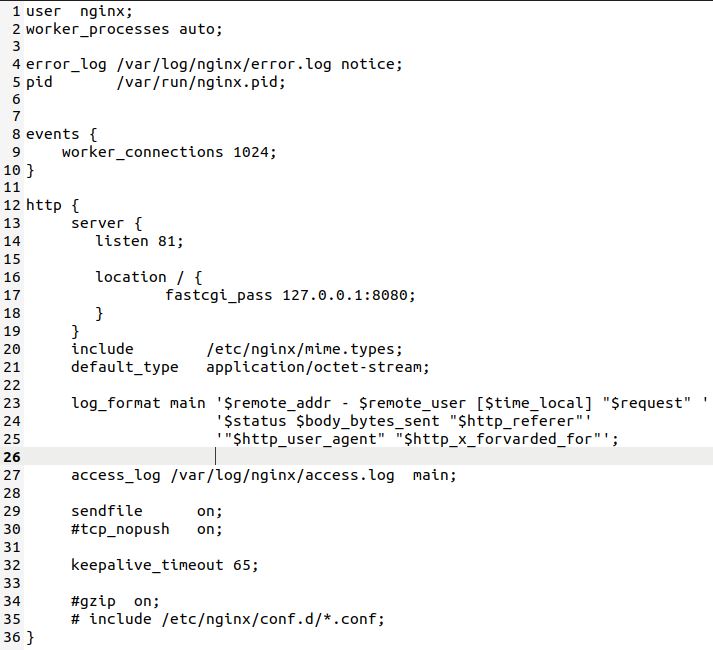 1 user  nginx;
2 worker_processes auto;
3
4 error_log /var/log/nginx/error.log notice;
5 pid       /var/run/nginx.pid;
6
7
8 events {
9     worker_connections 1024;
10 }
11
12 http {
13      server {
14         listen 81;
15
16         location / {
17                 fastcgi_pass 127.0.0.1:8080;
18         }
19      }
20      include        /etc/nginx/mime.types;
21      default_type   application/octet-stream;
22
23      log_format main '$remote_addr - $remote_user [$time_local] "$request" '
24                      '$status $body_bytes_sent "$http_referer"'
25                      '"$http_user_agent" "$http_x_forvarded_for"';
26
27      access_log /var/log/nginx/access.log  main;
28
29      sendfile      on;
30      #tcp_nopush   on;
31
32      keepalive_timeout 65;
33
34      #gzip  on;
35      # include /etc/nginx/conf.d/*.conf;
36 }